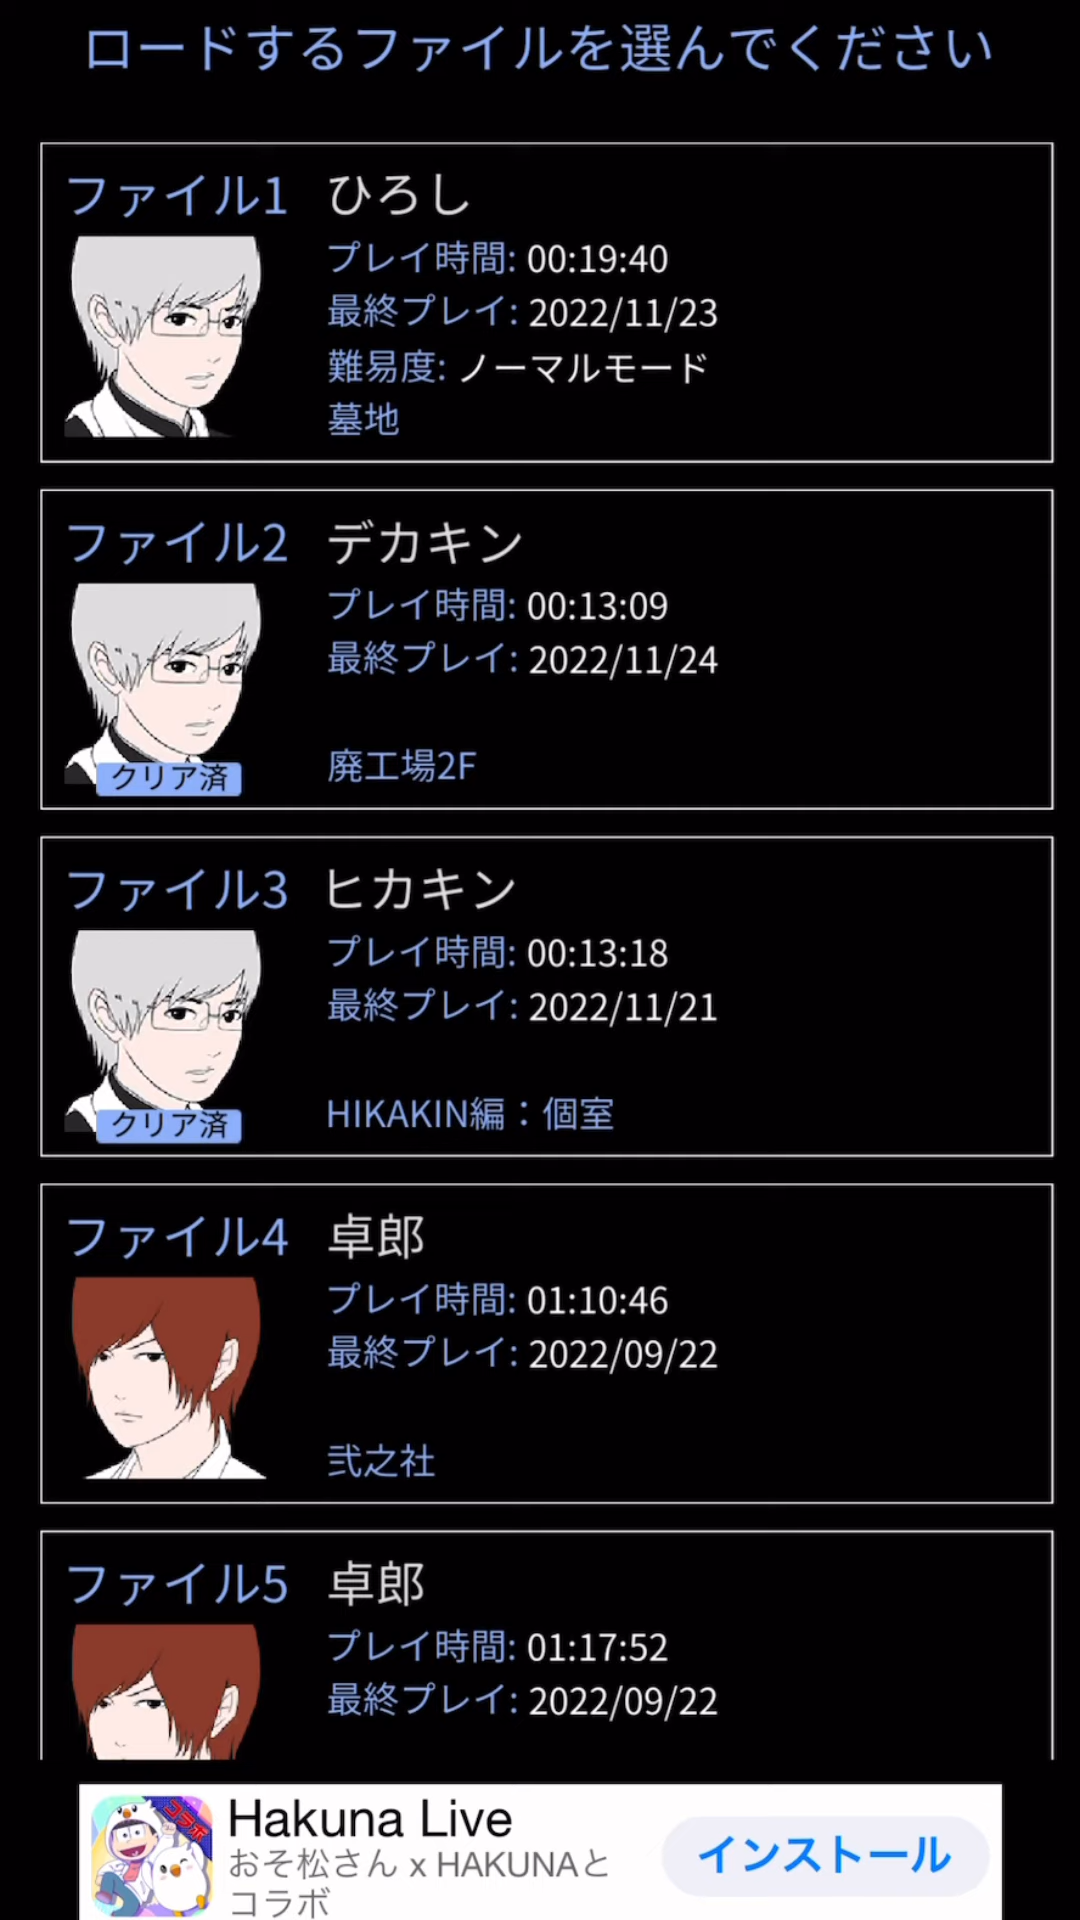 ロードするファイルを選んでください
ファイル1 ひろし
プレイ時間: 00:19:40
最終プレイ: 2022/11/23
難易度: ノーマルモード
墓地
ファイル2 デカキン
プレイ時間: 00:13:09
最終プレイ: 2022/11/24
クリア済
廃工場2F
ファイル3 ヒカキン
プレイ時間: 00:13:18
最終プレイ: 2022/11/21
クリア済
HIKAKIN編：個室
ファイル4 卓郎
プレイ時間: 01:10:46
最終プレイ: 2022/09/22
弐之社
ファイル5 卓郎
プレイ時間: 01:17:52
最終プレイ: 2022/09/22
コラボ
Hakuna Live
おそ松さん x HAKUNAと
コラボ
インストール